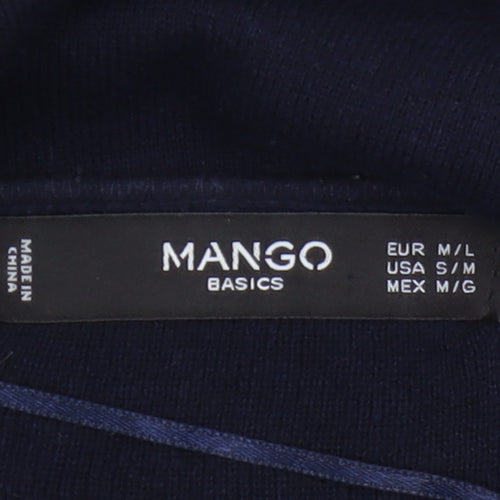 MADE IN
CHINA
MANGO
BASICS
EUR M/L
USA S/M
MEX M/G